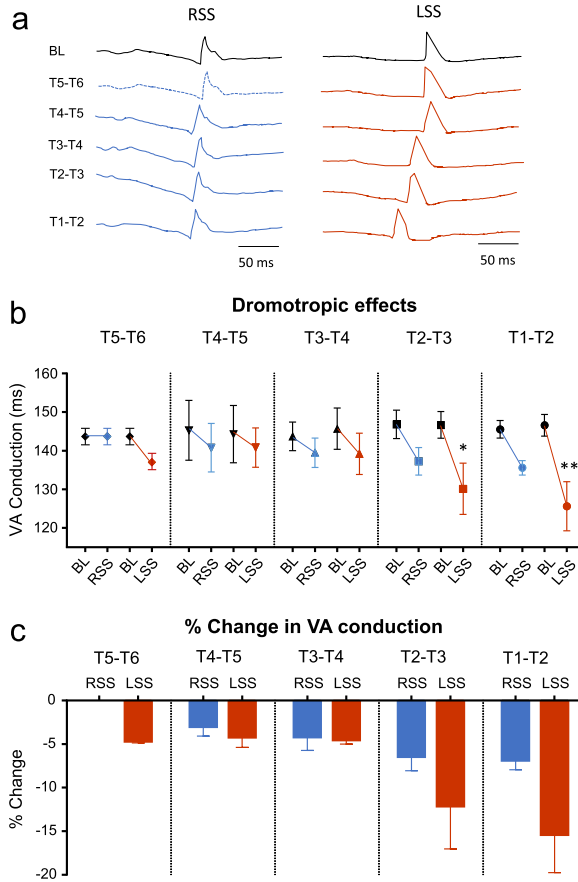 a
RSS LSS
BL
T5-T6
T4-T5
T3-T4
T2-T3
T1-T2
50 ms 50 ms
b
Dromotropic effects
T5-T6 T4-T5 T3-T4 T2-T3 T1-T2
VA Conduction (ms)
160
150
140
130
120
* **
BL RSS BL LSS BL RSS BL LSS BL RSS BL LSS BL RSS BL LSS BL RSS BL LSS
c
% Change in VA conduction
T5-T6 T4-T5 T3-T4 T2-T3 T1-T2
RSS LSS RSS LSS RSS LSS RSS LSS RSS LSS
% Change
0
-5
-10
-15
-20